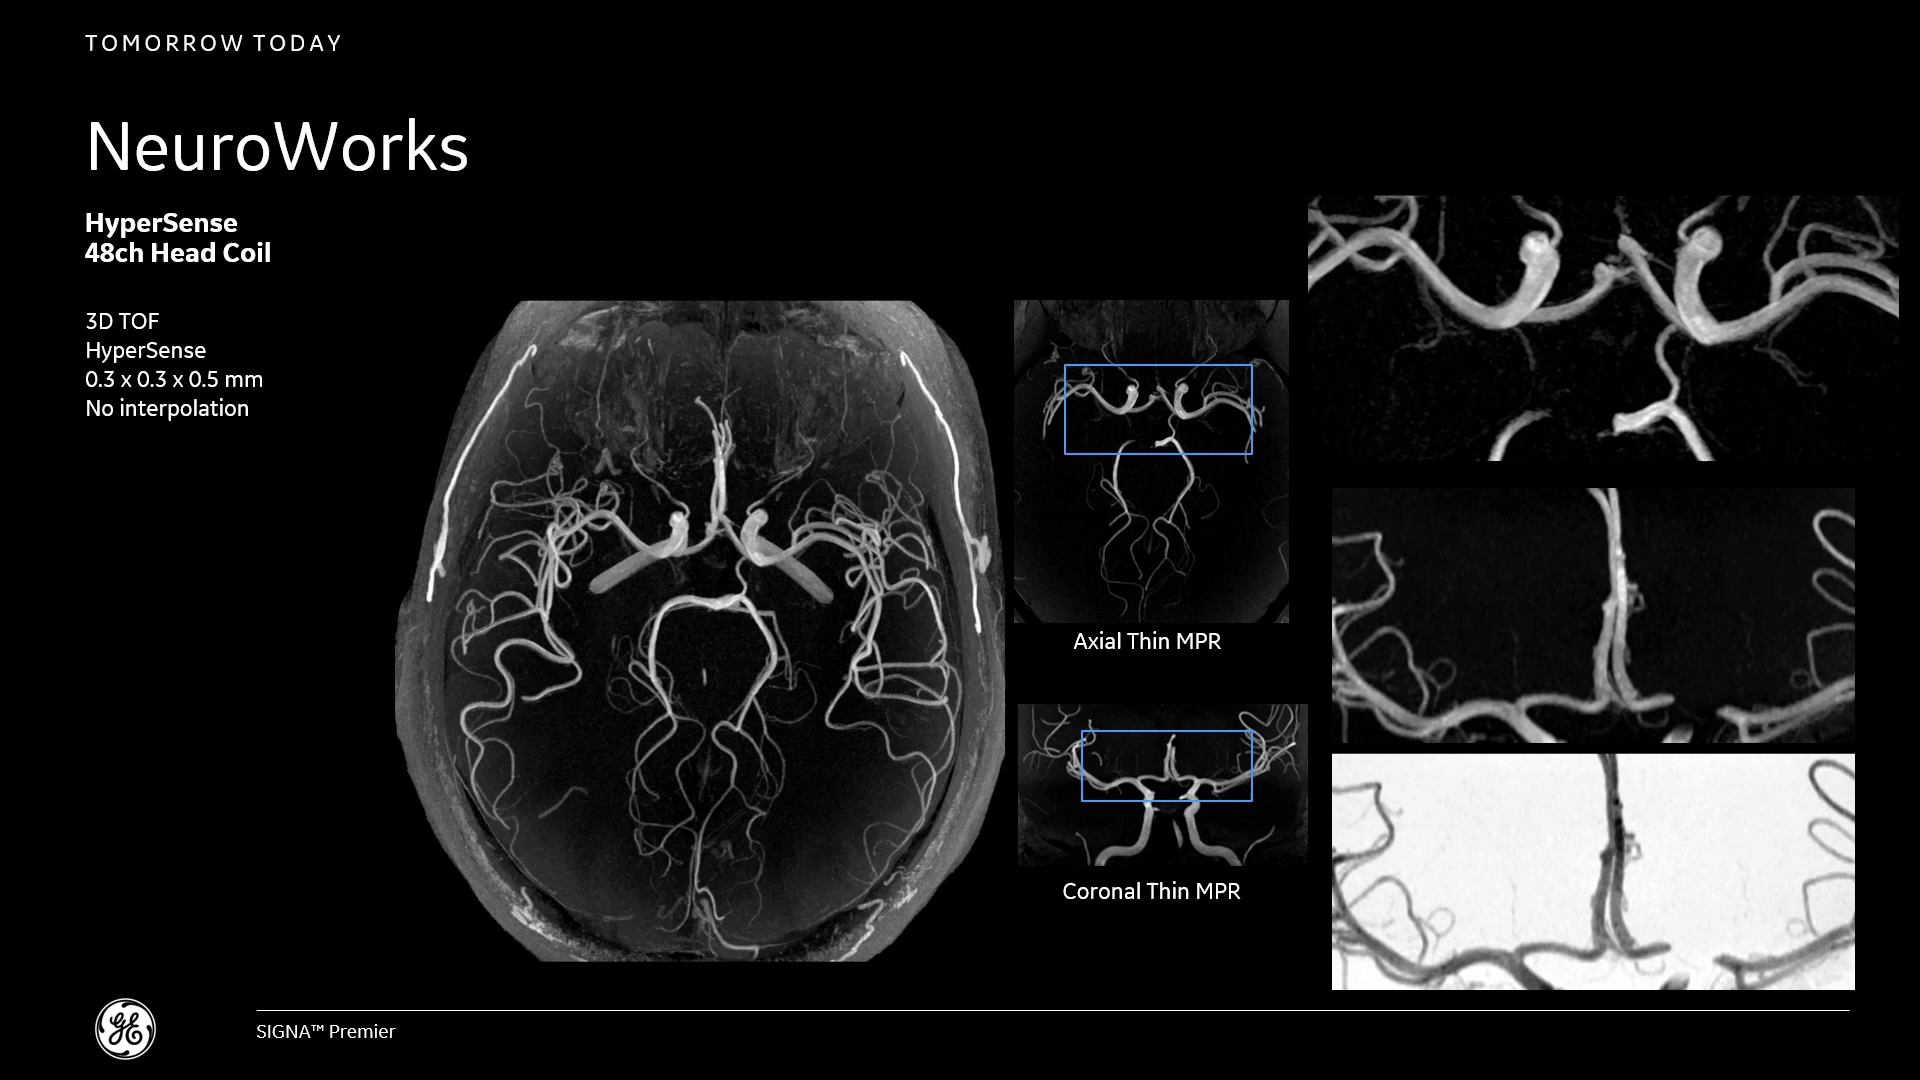 TOMORROW TODAY
NeuroWorks
HyperSense
48ch Head Coil
3D TOF
HyperSense
0.3 x 0.3 x 0.5 mm
No interpolation
Axial Thin MPR
Coronal Thin MPR
GE
SIGNA™ Premier